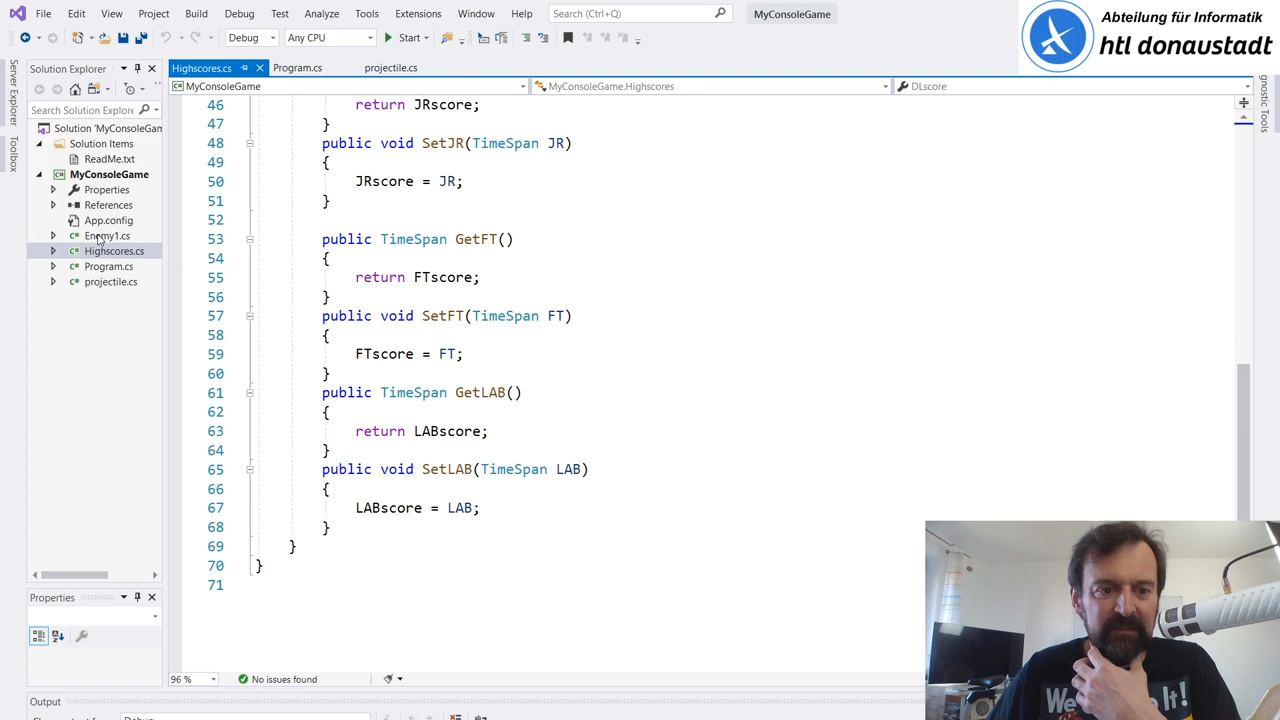 File Edit View Project Build Debug Test Analyze Tools Extensions Window Help Search (Ctrl+Q) MyConsoleGame
Debug Any CPU Start
Abteilung für Informatik
htl donaustadt
Server Explorer
Toolbox
Solution Explorer
Search Solution Explore
Solution 'MyConsoleGam
Solution Items
ReadMe.txt
MyConsoleGame
Properties
References
App.config
Enemy1.cs
Highscores.cs
Program.cs
projectile.cs
Properties
Highscores.cs Program.cs projectile.cs
MyConsoleGame MyConsoleGame.Highscores DLscore
46 return JRscore;
47 }
48 public void SetJR(TimeSpan JR)
49 {
50 JRscore = JR;
51 }
52
53 public TimeSpan GetFT()
54 {
55 return FTscore;
56 }
57 public void SetFT(TimeSpan FT)
58 {
59 FTscore = FT;
60 }
61 public TimeSpan GetLAB()
62 {
63 return LABscore;
64 }
65 public void SetLAB(TimeSpan LAB)
66 {
67 LABscore = LAB;
68 }
69 }
70 }
71
96 % No issues found
Output
gnostic Tools